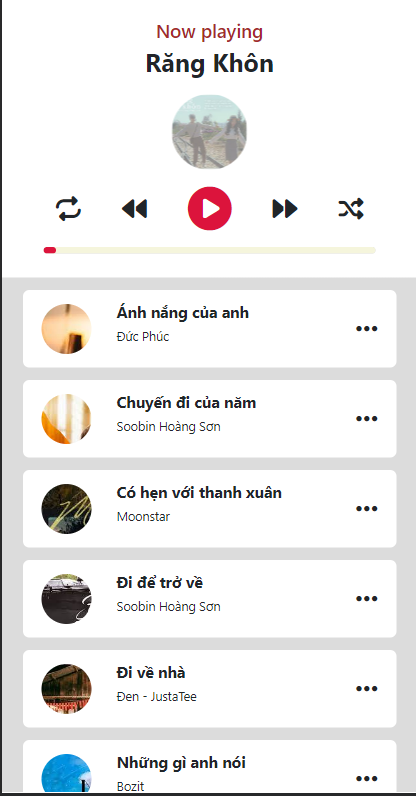 Now playing
Răng Khôn
Ánh nắng của anh
Đức Phúc
Chuyến đi của năm
Soobin Hoàng Sơn
Có hẹn với thanh xuân
Moonstar
Đi để trở về
Soobin Hoàng Sơn
Đi về nhà
Đen - JustaTee
Những gì anh nói
Bozit